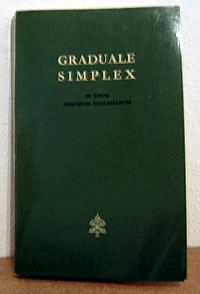 GRADUALE
SIMPLEX
IN USUM
MINORUM ECCLESIARUM